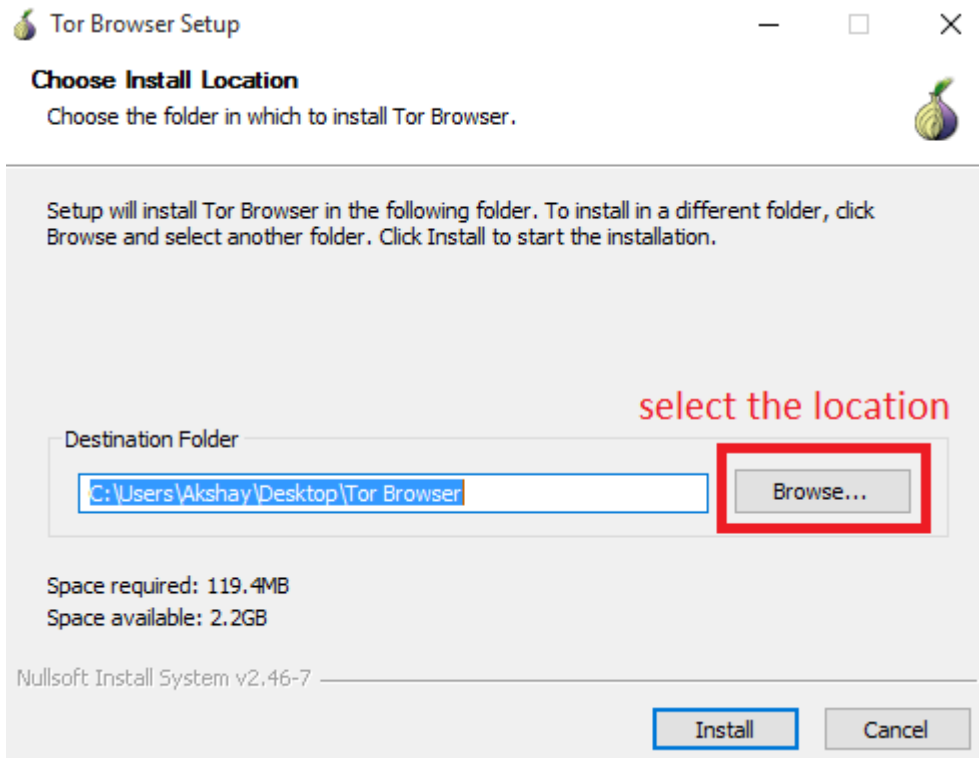 Tor Browser Setup
Choose Install Location
Choose the folder in which to install Tor Browser.
Setup will install Tor Browser in the following folder. To install in a different folder, click
Browse and select another folder. Click Install to start the installation.
select the location
Destination Folder
C:\Users\Akshay\Desktop\Tor Browser
Browse...
Space required: 119.4MB
Space available: 2.2GB
Nullsoft Install System v2.46-7
Install
Cancel